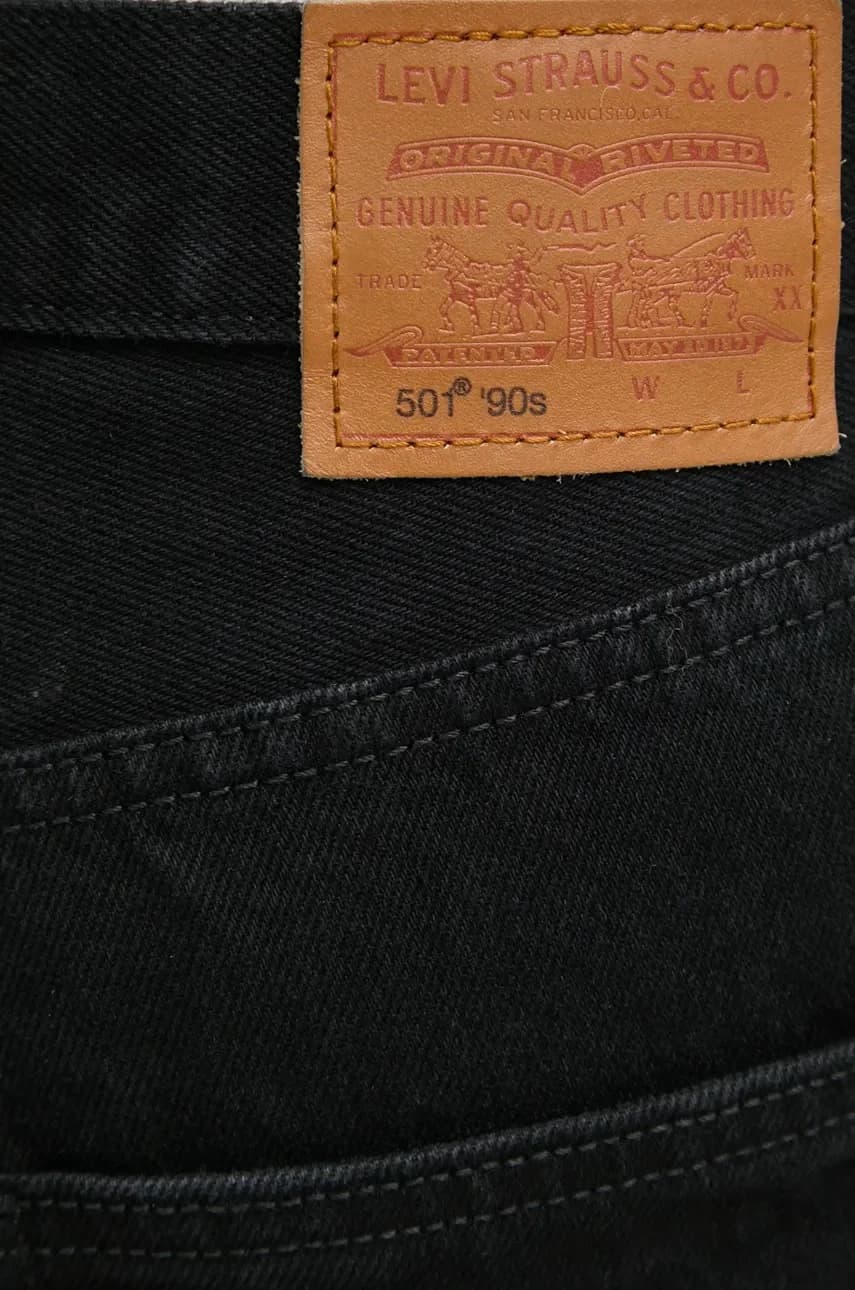 LEVI STRAUSS & CO.
SAN FRANCISCO, CAL.
ORIGINAL RIVETED
GENUINE QUALITY CLOTHING
TRADE MARK
XX
PATENTED MAY 20 1873
W L
501® '90s